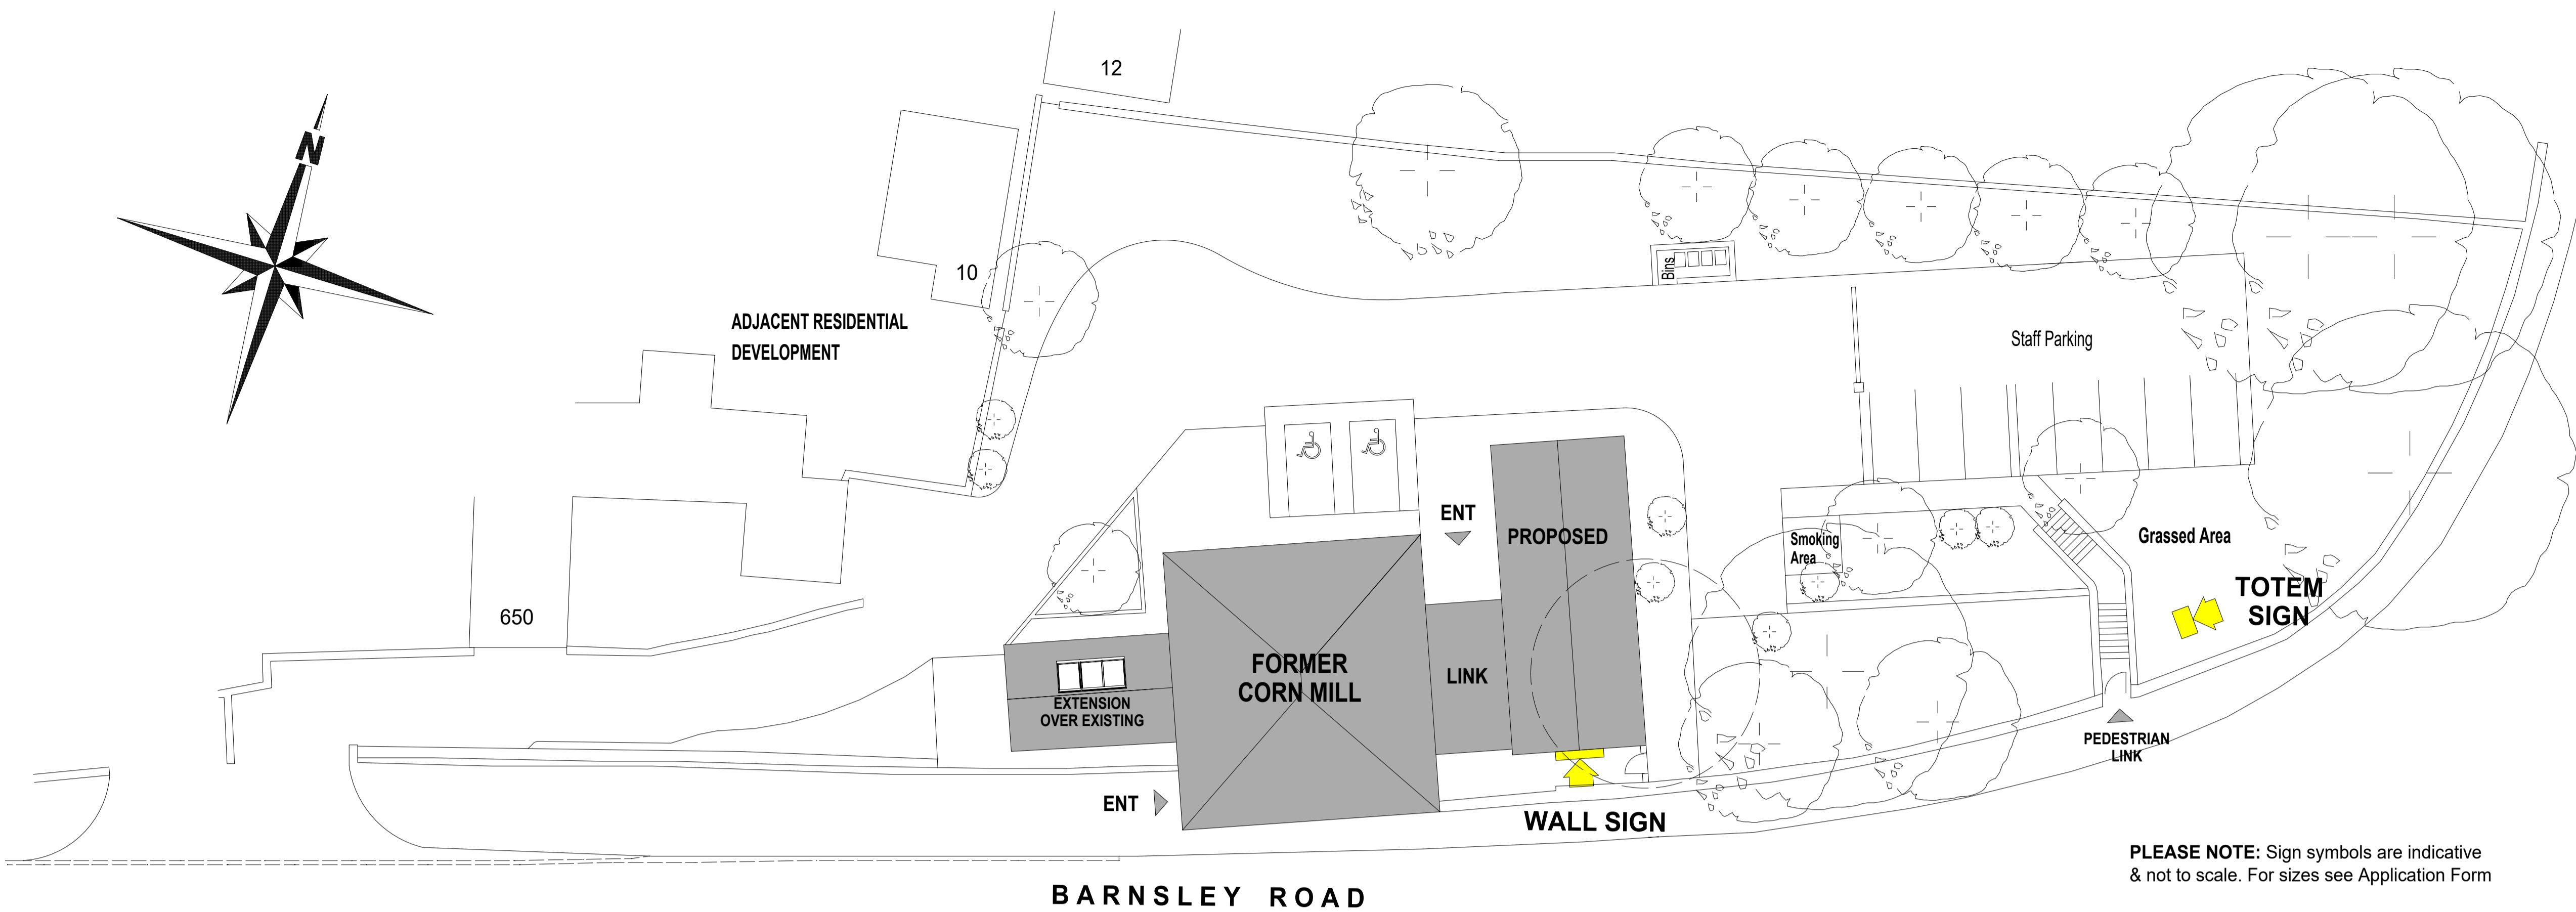 12
N
10
Bins
ADJACENT RESIDENTIAL
DEVELOPMENT
Staff Parking
ENT
PROPOSED
Smoking
Area
Grassed Area
TOTEM
SIGN
650
FORMER
CORN MILL
LINK
EXTENSION
OVER EXISTING
PEDESTRIAN
LINK
ENT
WALL SIGN
PLEASE NOTE: Sign symbols are indicative
& not to scale. For sizes see Application Form
BARNSLEY ROAD